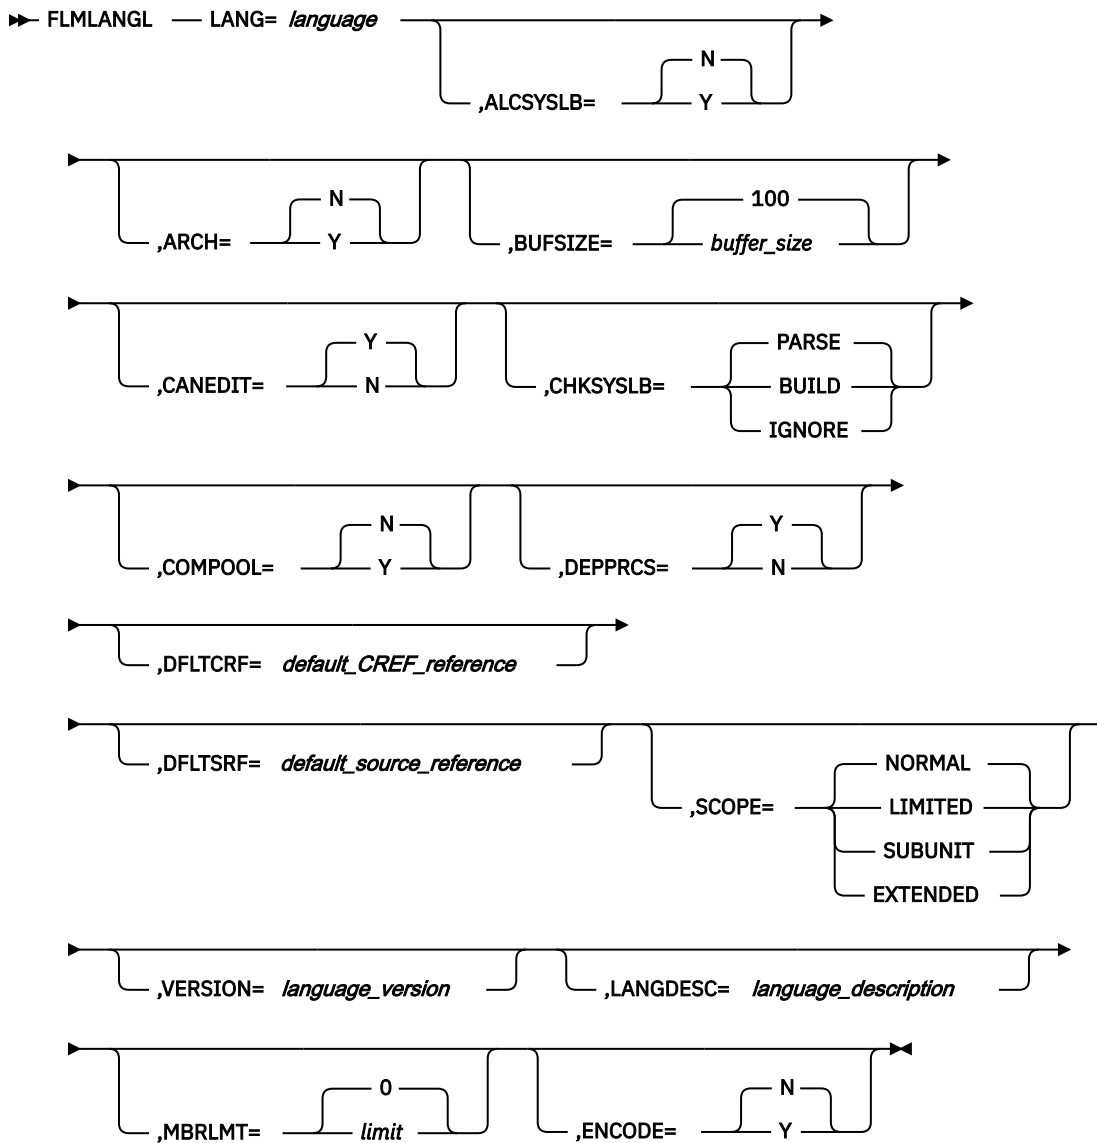 FLMLANGL LANG= language
N
,ALCSYSLB= Y
N 100
,ARCH= Y ,BUFSIZE= buffer_size
Y PARSE
,CANEDIT= N ,CHKSYSLB= BUILD
IGNORE
N Y
,COMPOOL= Y ,DEPPRCS= N
,DFLTCRF= default_CREF_reference
,DFLTSRF= default_source_reference NORMAL
,SCOPE= LIMITED
SUBUNIT
EXTENDED
,VERSION= language_version ,LANGDESC= language_description
0 N
,MBRLMT= limit ,ENCODE= Y